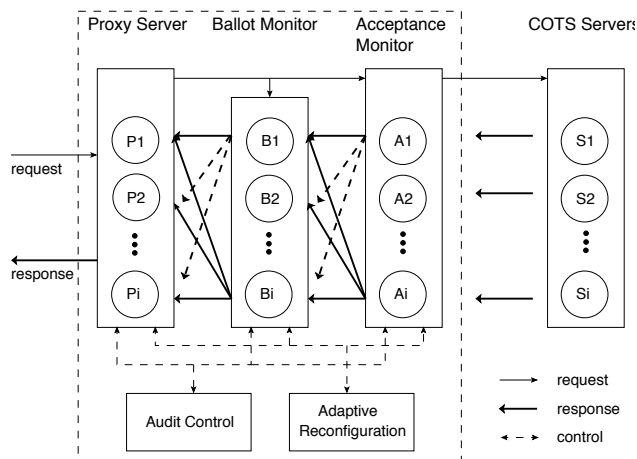 Proxy Server
Ballot Monitor
Acceptance
Monitor
COTS Servers
P1
B1
A1
S1
request
P2
B2
A2
S2
response
Pi
Bi
Ai
Si
Audit Control
Adaptive
Reconfiguration
request
response
control